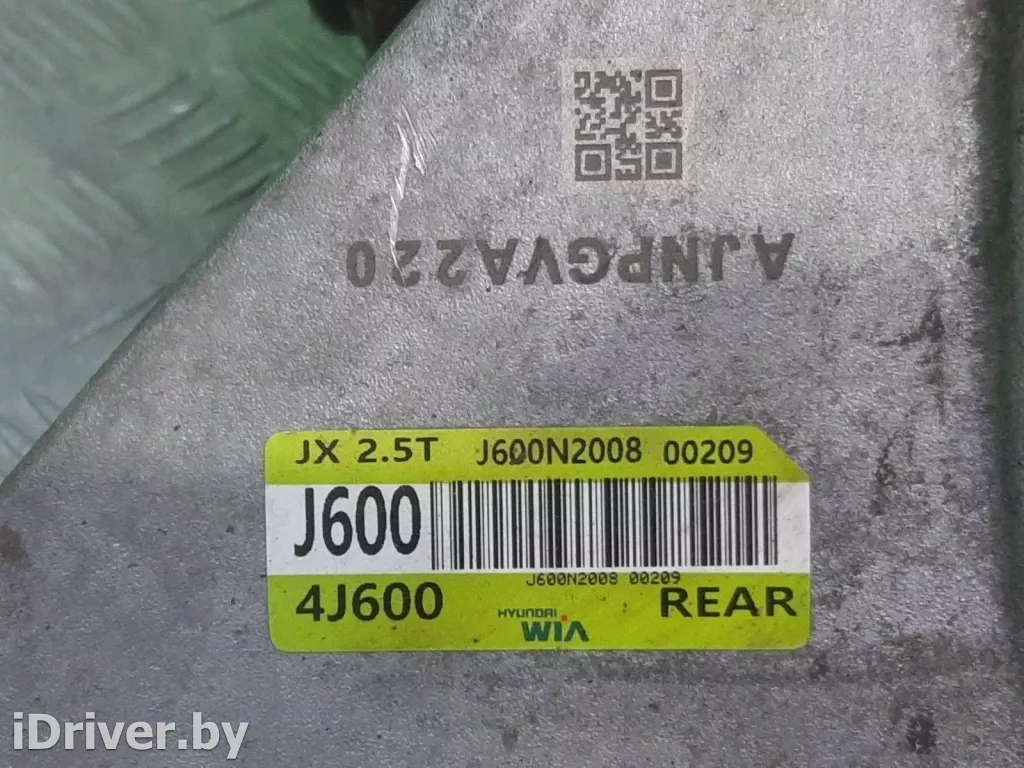 AJNPGVA220
JX 2.5T J600N2008 00209
J600
J600N2008 00209
4J600 HYUNDAI WIA REAR
iDriver.by